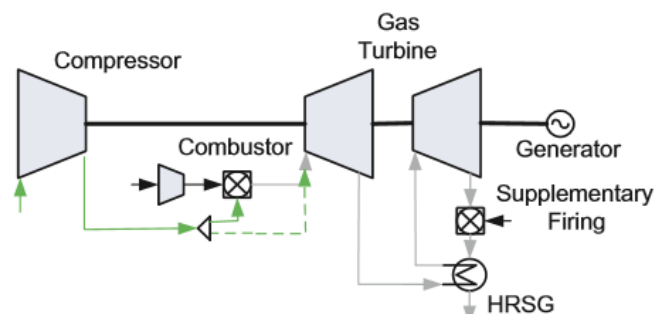 Gas
Turbine
Compressor
Combustor
Generator
Supplementary
Firing
HRSG